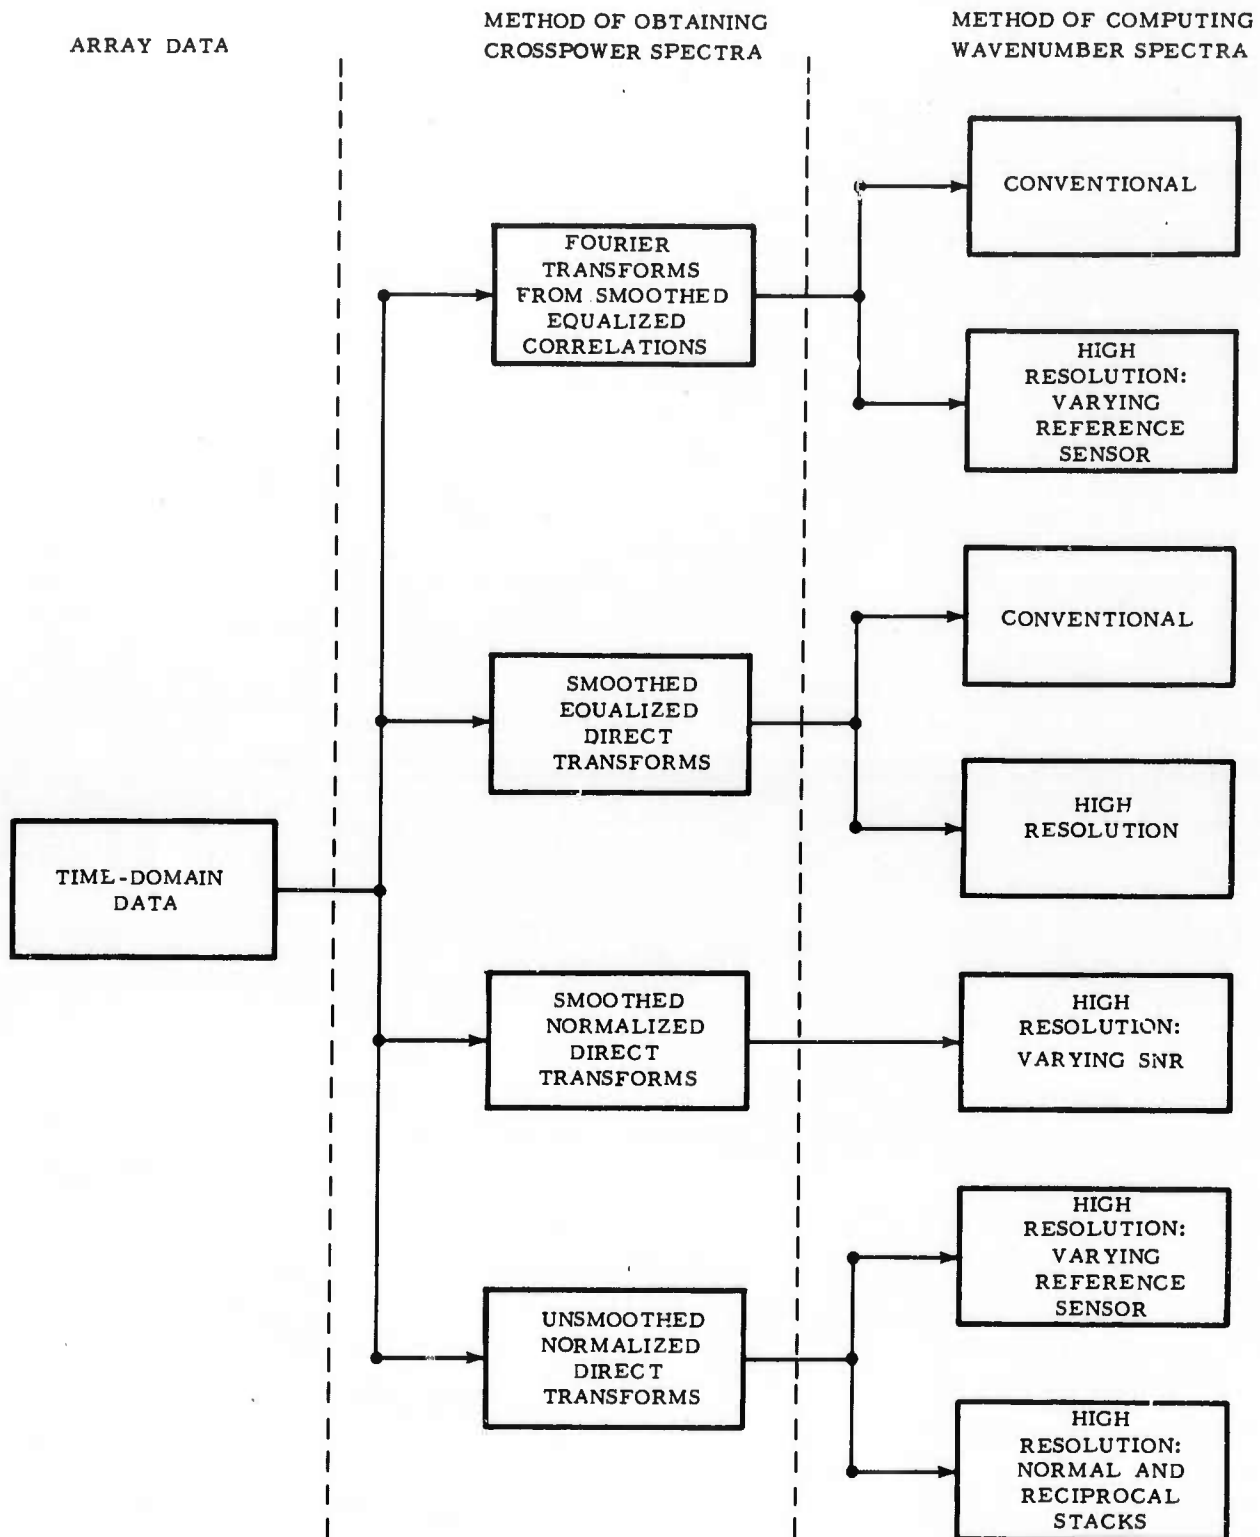 ARRAY DATA
METHOD OF OBTAINING
CROSSPOWER SPECTRA
METHOD OF COMPUTING
WAVENUMBER SPECTRA
TIME-DOMAIN
DATA
FOURIER
TRANSFORMS
FROM SMOOTHED
EQUALIZED
CORRELATIONS
SMOOTHED
EQUALIZED
DIRECT
TRANSFORMS
SMOOTHED
NORMALIZED
DIRECT
TRANSFORMS
UNSMOOTHED
NORMALIZED
DIRECT
TRANSFORMS
CONVENTIONAL
HIGH
RESOLUTION:
VARYING
REFERENCE
SENSOR
CONVENTIONAL
HIGH
RESOLUTION
HIGH
RESOLUTION:
VARYING SNR
HIGH
RESOLUTION:
VARYING
REFERENCE
SENSOR
HIGH
RESOLUTION:
NORMAL AND
RECIPROCAL
STACKS